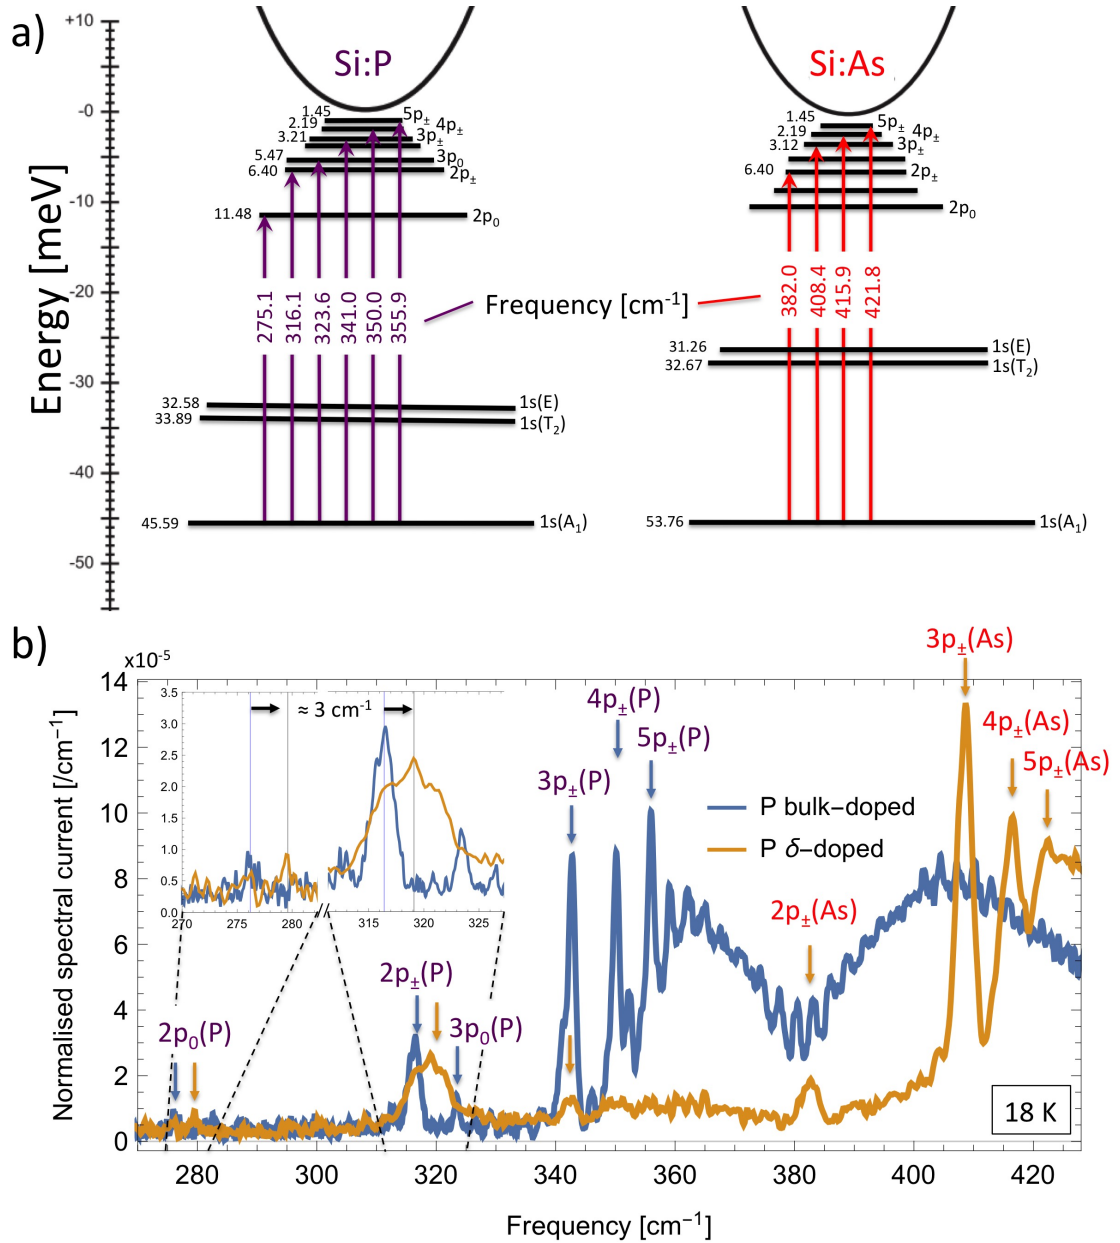 a)
+10
-0
-10
-20
-30
-40
-50
Energy [meV]
Si:P
1.45
2.19
3.21
5.47
6.40
11.48
5p±
4p±
3p±
3p₀
2p±
2p₀
275.1
316.1
323.6
341.0
350.0
355.9
32.58
33.89
1s(E)
1s(T₂)
45.59
1s(A₁)
Frequency [cm⁻¹]
Si:As
1.45
2.19
3.12
6.40
5p±
4p±
3p±
2p±
2p₀
382.0
408.4
415.9
421.8
31.26
32.67
1s(E)
1s(T₂)
53.76
1s(A₁)
b)
x10⁻⁵
14
12
10
8
6
4
2
0
Normalised spectral current [/cm−1]
3.5
3.0
2.5
2.0
1.5
1.0
0.5
0.0
270
275
280
315
320
325
≈ 3 cm⁻¹
2p₀(P)
2p±(P)
3p₀(P)
3p±(P)
4p±(P)
5p±(P)
P bulk−doped
P δ−doped
2p±(As)
3p±(As)
4p±(As)
5p±(As)
18 K
280
300
320
340
360
380
400
420
Frequency [cm−1]